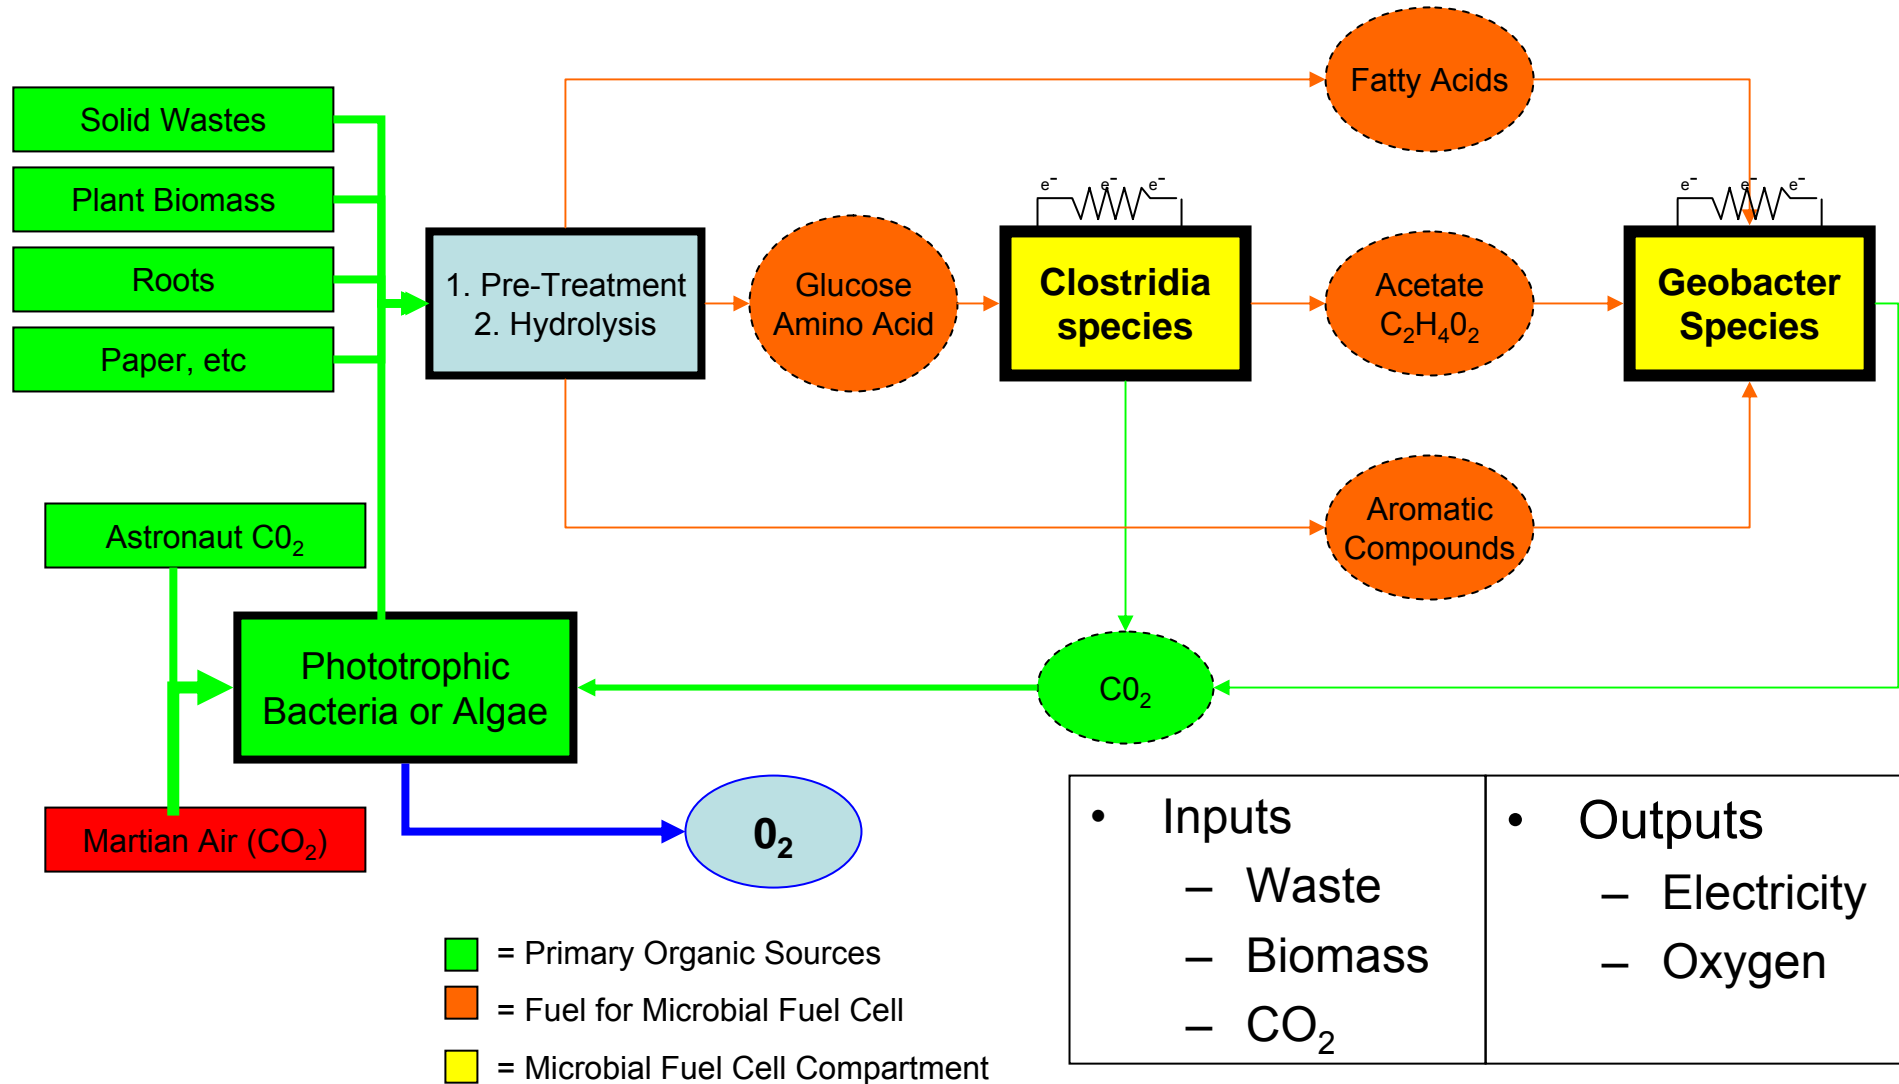 Fatty Acids
Solid Wastes
Plant Biomass
Roots
Paper, etc
1. Pre-Treatment
2. Hydrolysis
Glucose
Amino Acid
e⁻ e⁻ e⁻
Clostridia
species
Acetate
C₂H₄0₂
e⁻ e⁻ e⁻
Geobacter
Species
Aromatic
Compounds
Astronaut C0₂
Phototrophic
Bacteria or Algae
C0₂
Martian Air (CO₂)
0₂
• Inputs
– Waste
– Biomass
– CO₂
• Outputs
– Electricity
– Oxygen
= Primary Organic Sources
= Fuel for Microbial Fuel Cell
= Microbial Fuel Cell Compartment